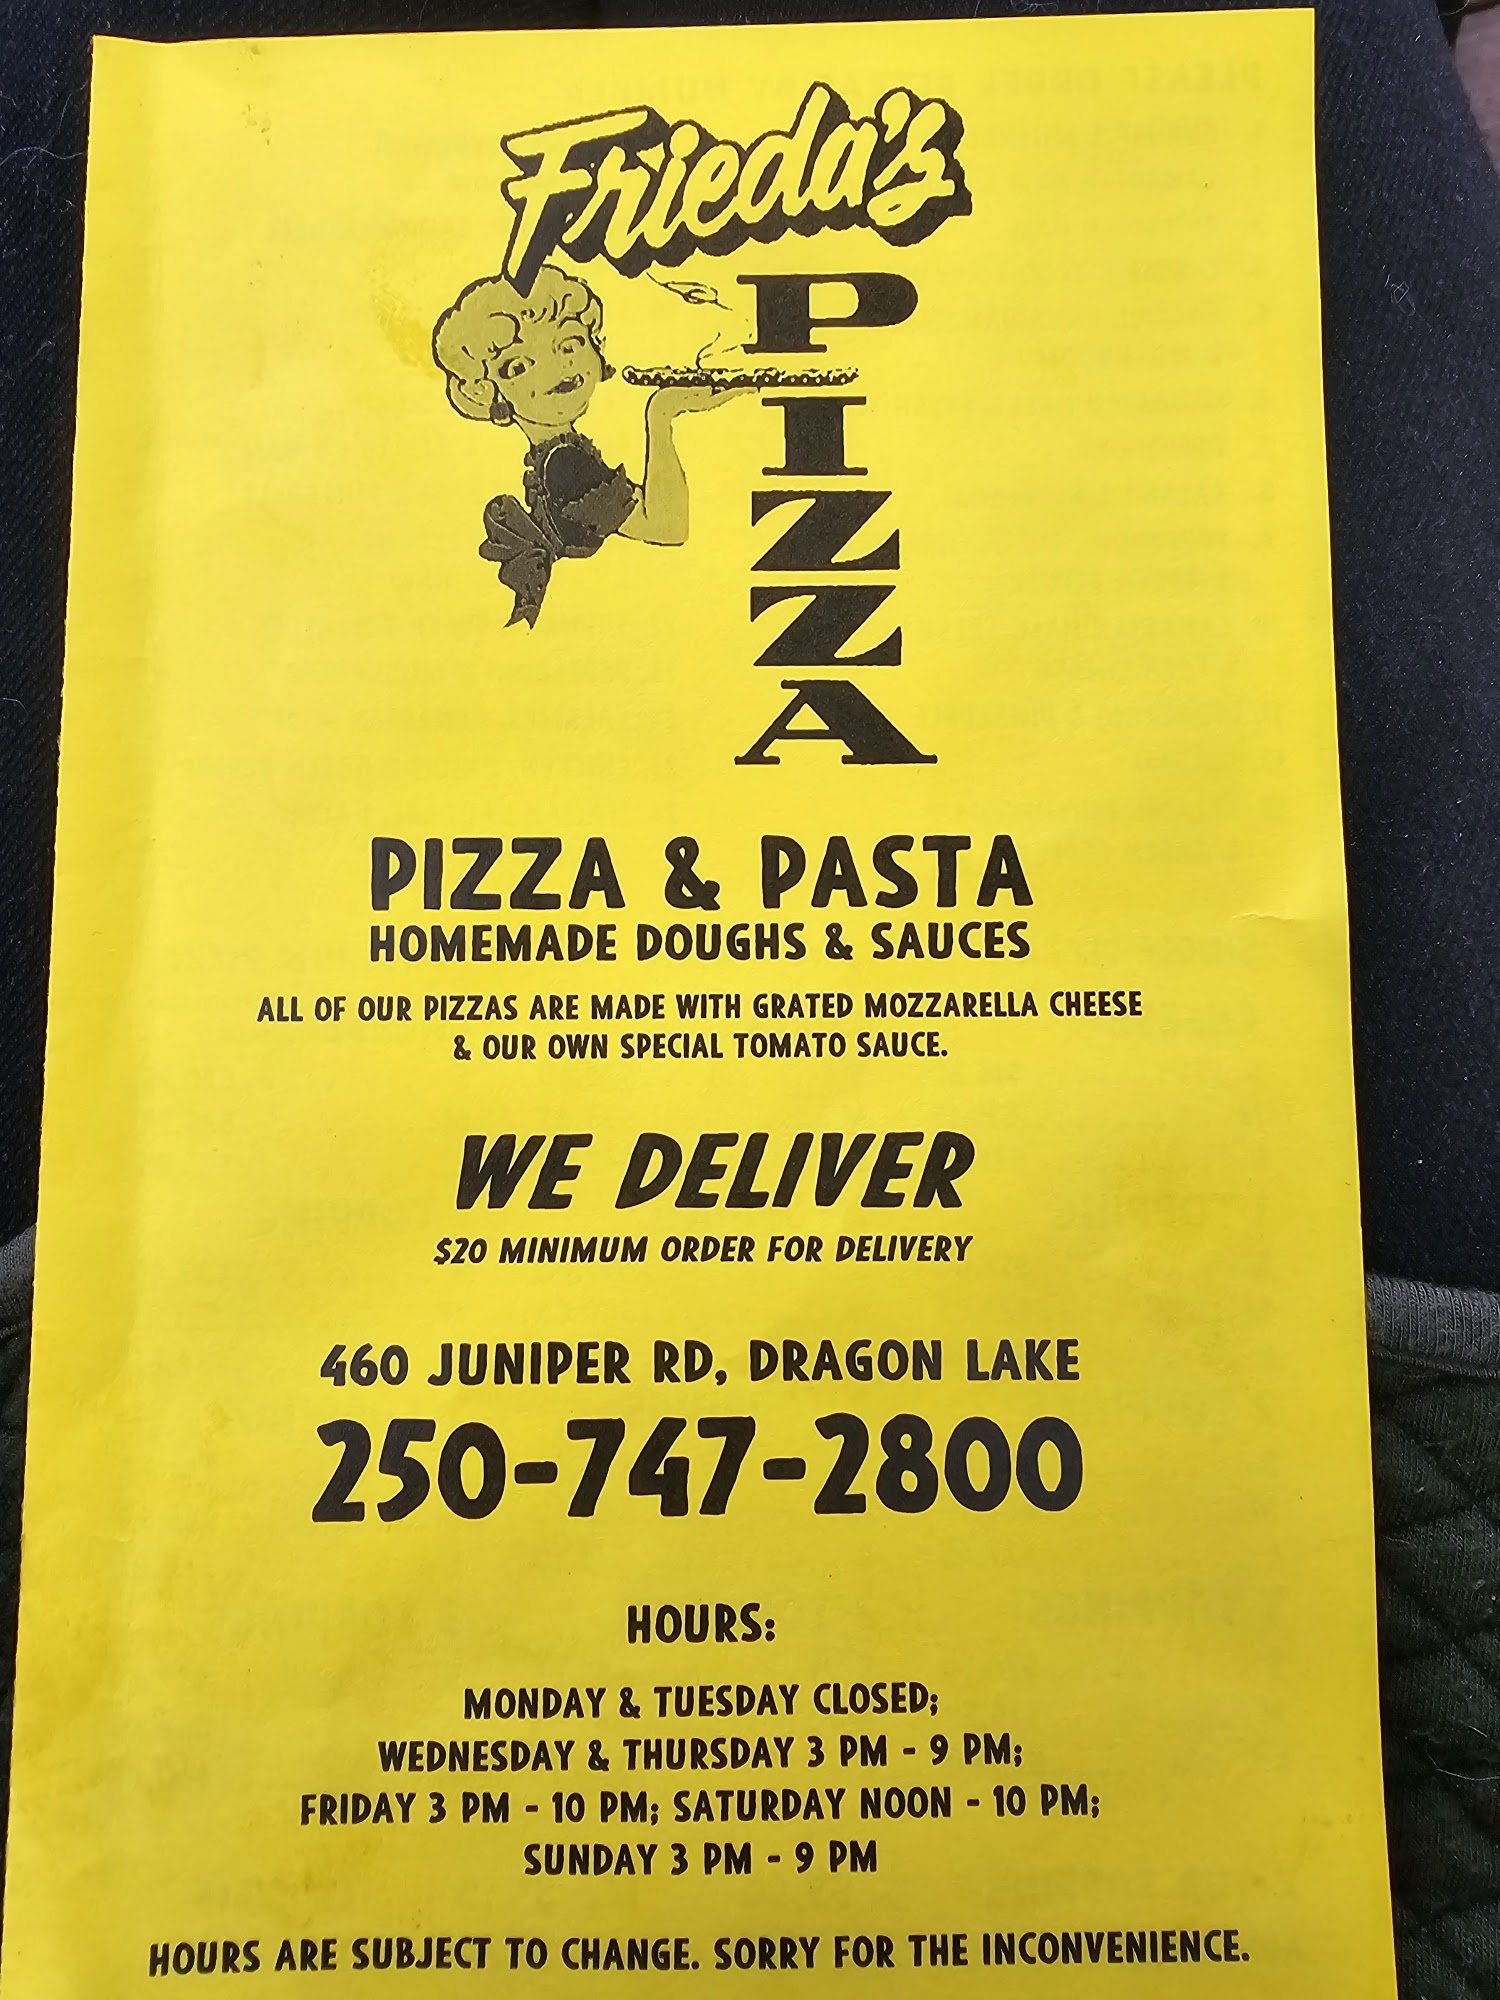 Frieda's
PIZZA
PIZZA & PASTA
HOMEMADE DOUGHS & SAUCES
ALL OF OUR PIZZAS ARE MADE WITH GRATED MOZZARELLA CHEESE
& OUR OWN SPECIAL TOMATO SAUCE.
WE DELIVER
$20 MINIMUM ORDER FOR DELIVERY
460 JUNIPER RD, DRAGON LAKE
250-747-2800
HOURS:
MONDAY & TUESDAY CLOSED;
WEDNESDAY & THURSDAY 3 PM - 9 PM;
FRIDAY 3 PM - 10 PM; SATURDAY NOON - 10 PM;
SUNDAY 3 PM - 9 PM
HOURS ARE SUBJECT TO CHANGE. SORRY FOR THE INCONVENIENCE.